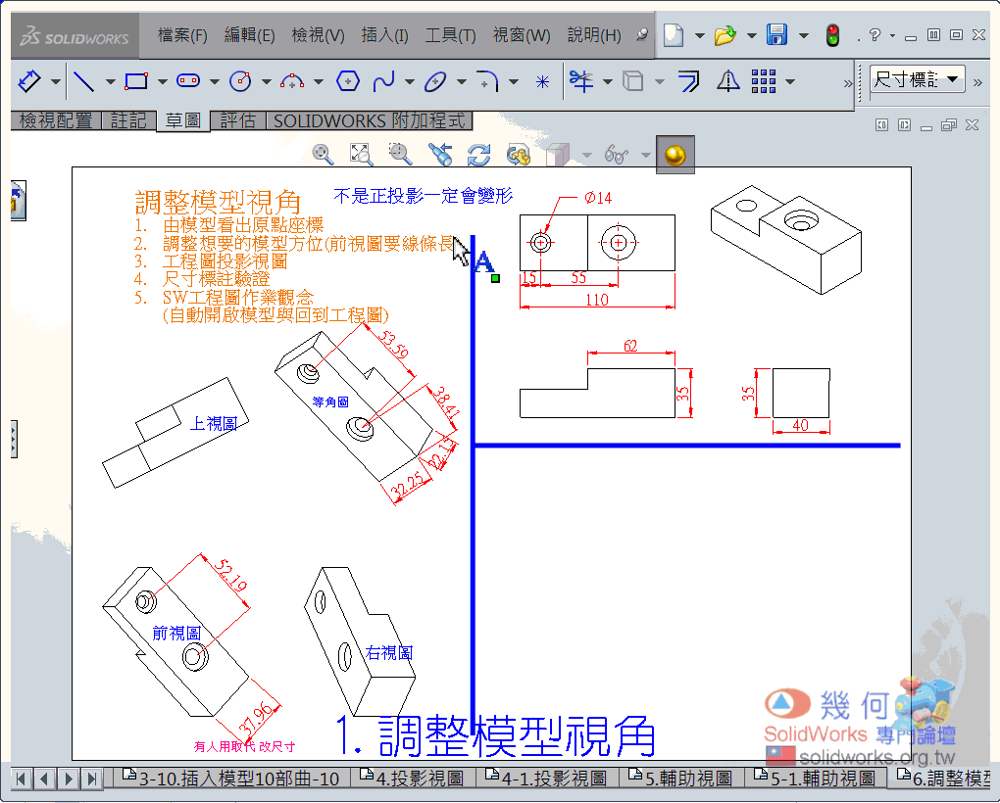 SOLIDWORKS 檔案(F) 編輯(E) 檢視(V) 插入(I) 工具(T) 視窗(W) 說明(H)
尺寸標註
檢視配置 註記 草圖 評估 SOLIDWORKS 附加程式
調整模型視角
不是正投影一定會變形
1. 由模型看出原點座標
2. 調整想要的模型方位(前視圖要線條長
3. 工程圖投影視圖
4. 尺寸標註驗證
5. SW工程圖作業觀念
(自動開啟模型與回到工程圖)
A
Ø14
15 55
110
62
35
35
40
53.59
38.41
22.13
32.25
等角圖
上視圖
52.19
37.96
前視圖
右視圖
有人用取代 改尺寸
1. 調整模型視角
幾何
SolidWorks 專門論壇
solidworks.org.tw
3-10.插入模型10部曲-10 4.投影視圖 4-1.投影視圖 5.輔助視圖 5-1.輔助視圖 6.調整模型